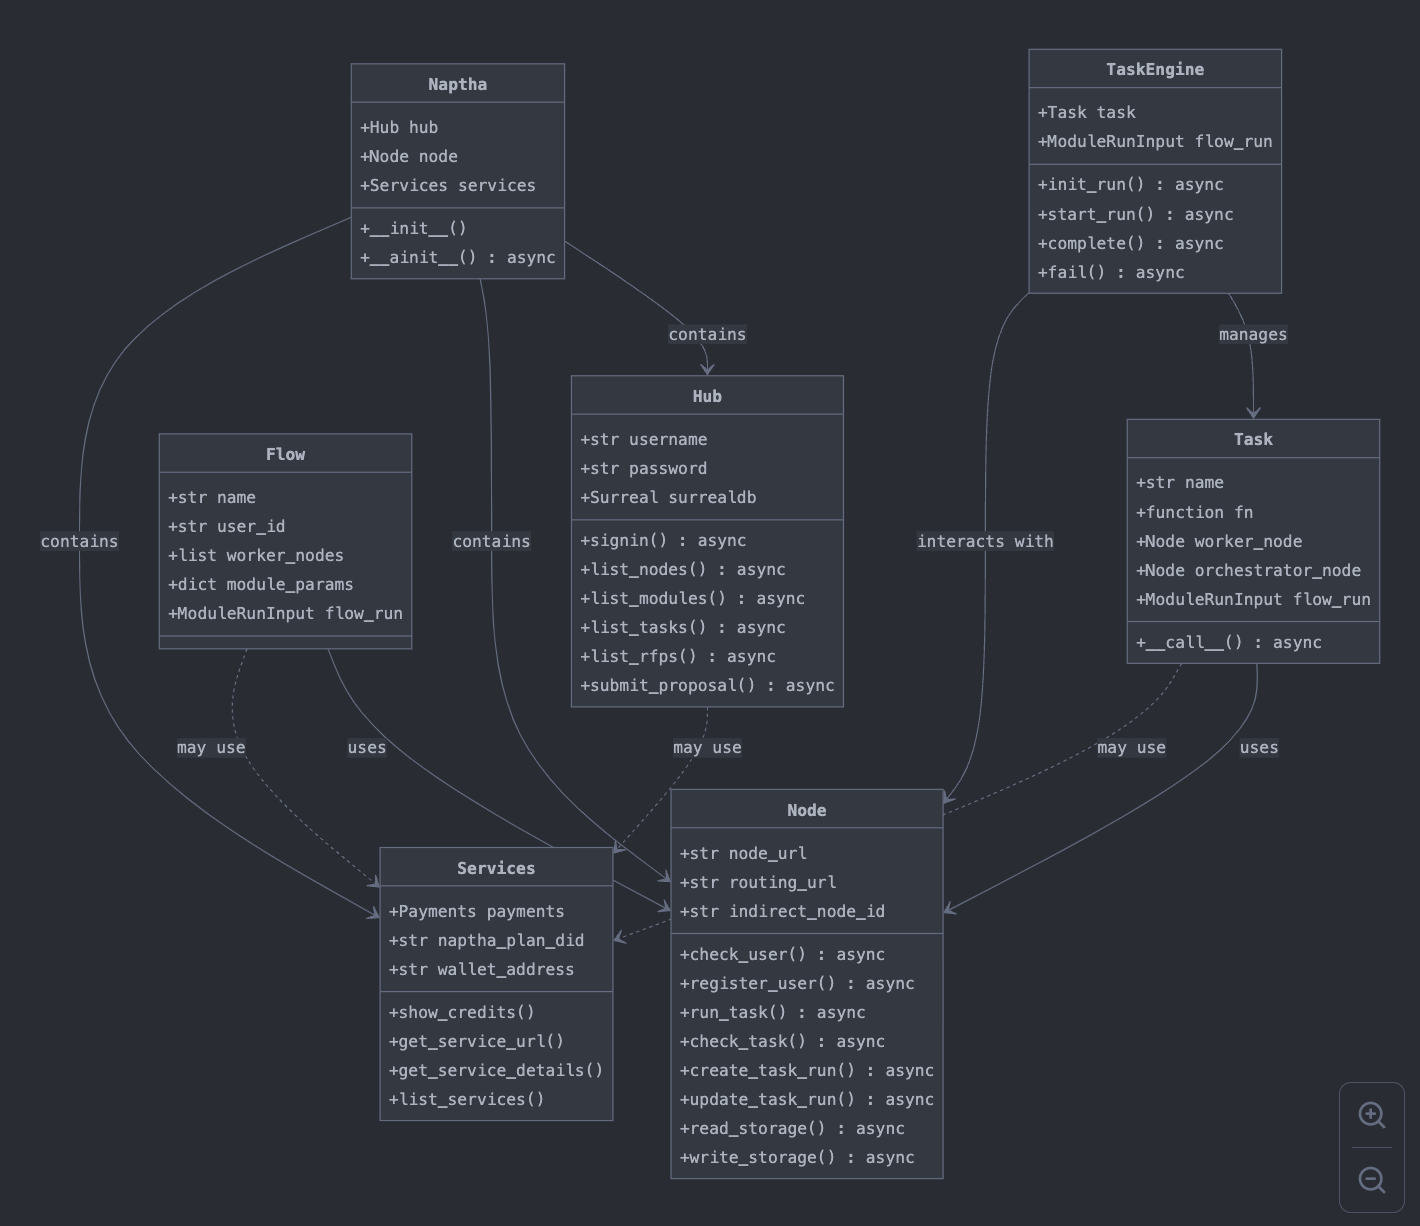 Naptha
+Hub hub
+Node node
+Services services
+__init__()
+__ainit__() : async
TaskEngine
+Task task
+ModuleRunInput flow_run
+init_run() : async
+start_run() : async
+complete() : async
+fail() : async
contains
manages
Hub
+str username
+str password
+Surreal surrealdb
+signin() : async
+list_nodes() : async
+list_modules() : async
+list_tasks() : async
+list_rfps() : async
+submit_proposal() : async
Flow
+str name
+str user_id
+list worker_nodes
+dict module_params
+ModuleRunInput flow_run
Task
+str name
+function fn
+Node worker_node
+Node orchestrator_node
+ModuleRunInput flow_run
+__call__() : async
contains
contains
interacts with
may use
uses
may use
may use
uses
Services
+Payments payments
+str naptha_plan_did
+str wallet_address
+show_credits()
+get_service_url()
+get_service_details()
+list_services()
Node
+str node_url
+str routing_url
+str indirect_node_id
+check_user() : async
+register_user() : async
+run_task() : async
+check_task() : async
+create_task_run() : async
+update_task_run() : async
+read_storage() : async
+write_storage() : async